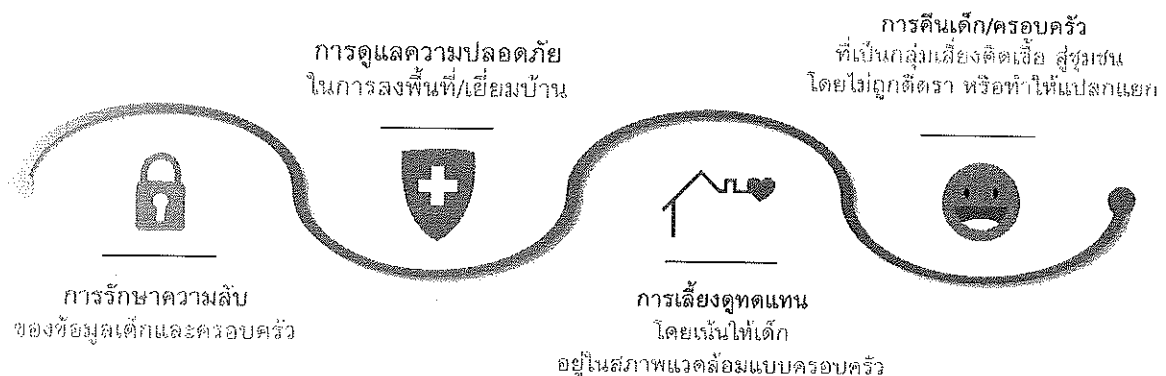 การรักษาความลับ
ของข้อมูลเด็กและครอบครัว
การดูแลความปลอดภัย
ในการลงพื้นที่/เยี่ยมบ้าน
การเลี้ยงดูทดแทน
โดยเน้นให้เด็ก
อยู่ในสภาพแวดล้อมแบบครอบครัว
การคืนเด็ก/ครอบครัว
ที่เป็นกลุ่มเสี่ยงติดเชื้อ สู่ชุมชน
โดยไม่ถูกตีตรา หรือทำให้แปลกแยก